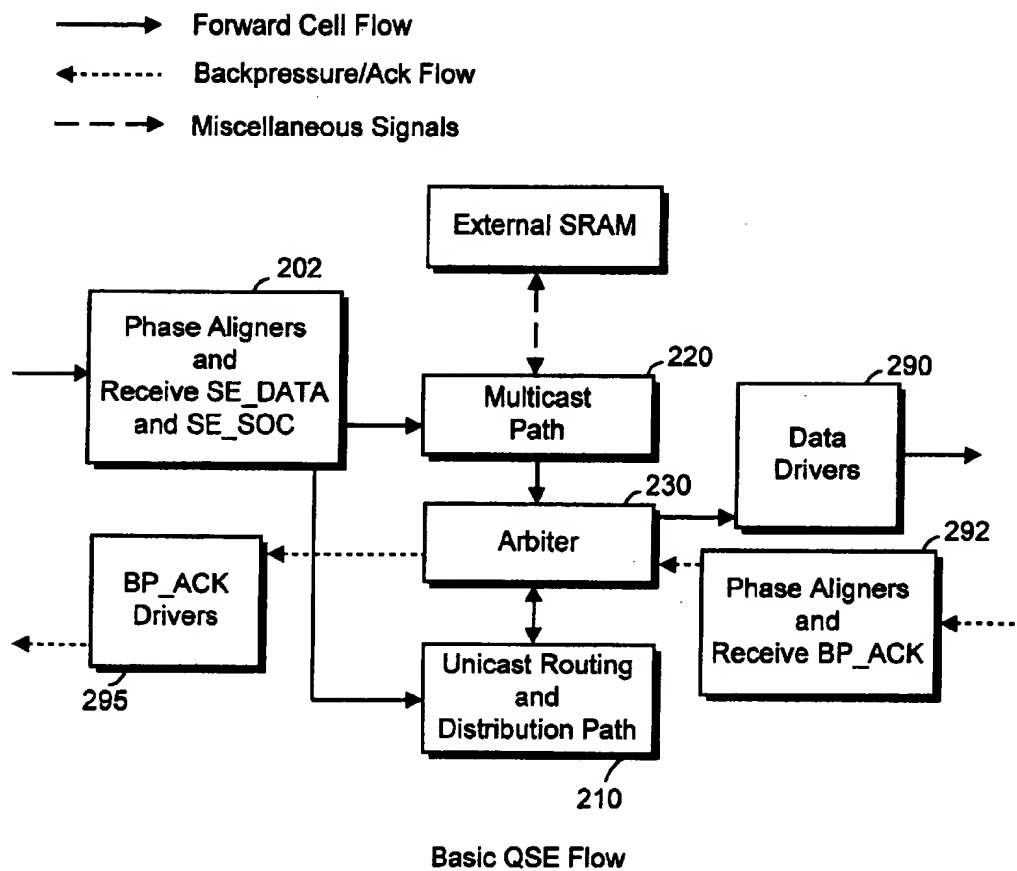 Forward Cell Flow
Backpressure/Ack Flow
Miscellaneous Signals
External SRAM
202
Phase Aligners
and
Receive SE_DATA
and SE_SOC
220
Multicast
Path
290
Data
Drivers
230
Arbiter
292
Phase Aligners
and
Receive BP_ACK
BP_ACK
Drivers
295
Unicast Routing
and
Distribution Path
210
Basic QSE Flow